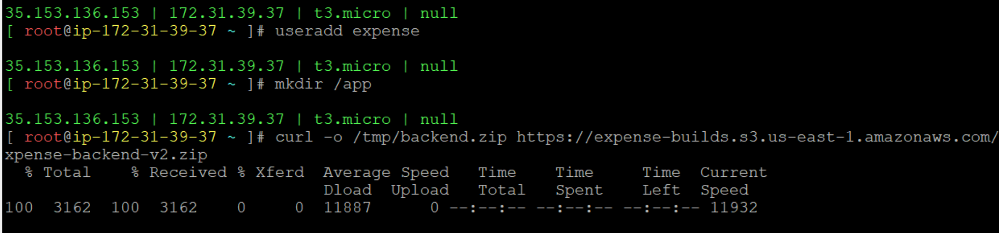 35.153.136.153 | 172.31.39.37 | t3.micro | null
[ root@ip-172-31-39-37 ~ ]# useradd expense
35.153.136.153 | 172.31.39.37 | t3.micro | null
[ root@ip-172-31-39-37 ~ ]# mkdir /app
35.153.136.153 | 172.31.39.37 | t3.micro | null
[ root@ip-172-31-39-37 ~ ]# curl -o /tmp/backend.zip https://expense-builds.s3.us-east-1.amazonaws.com/
xpense-backend-v2.zip
% Total % Received % Xferd Average Speed Time Time Time Current
Dload Upload Total Spent Left Speed
100 3162 100 3162 0 0 11887 0 --:--:-- --:--:-- --:--:-- 11932